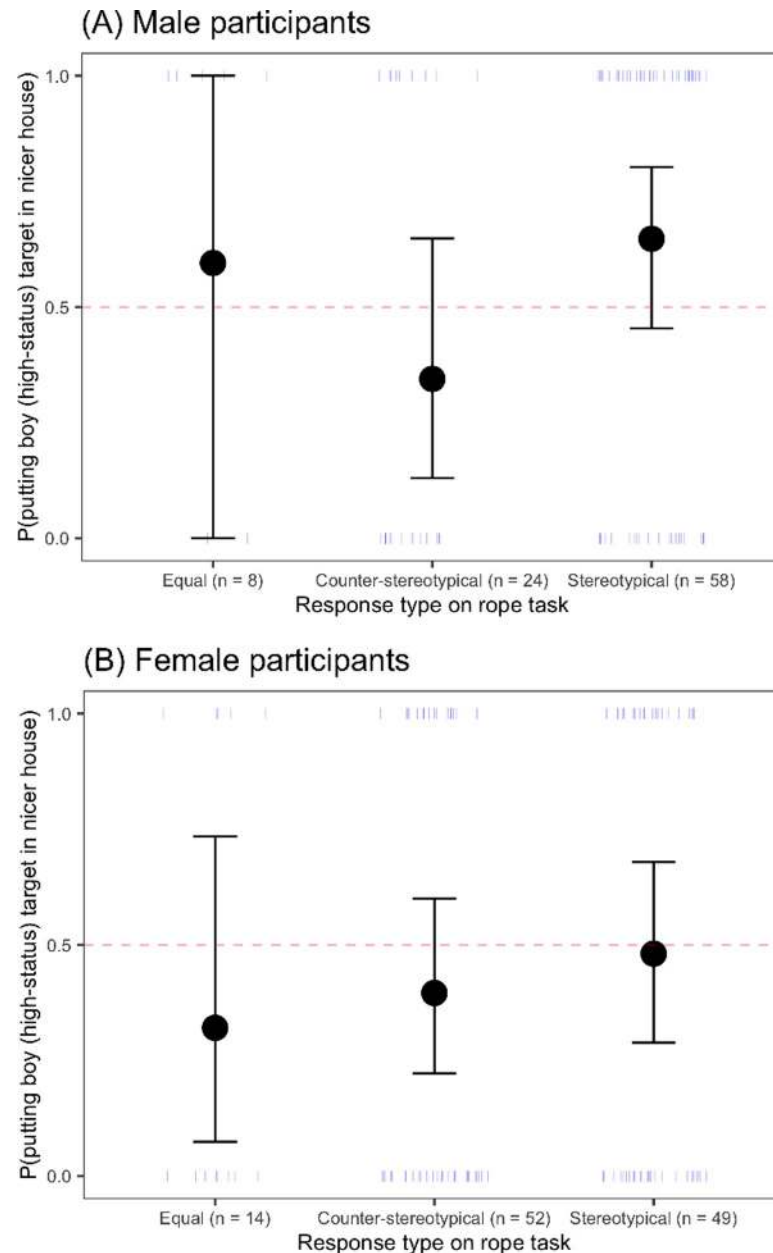 (A) Male participants
P(putting boy (high-status) target in nicer house)
1.0
0.5
0.0
Equal (n = 8) Counter-stereotypical (n = 24) Stereotypical (n = 58)
Response type on rope task
(B) Female participants
P(putting boy (high-status) target in nicer house)
1.0
0.5
0.0
Equal (n = 14) Counter-stereotypical (n = 52) Stereotypical (n = 49)
Response type on rope task